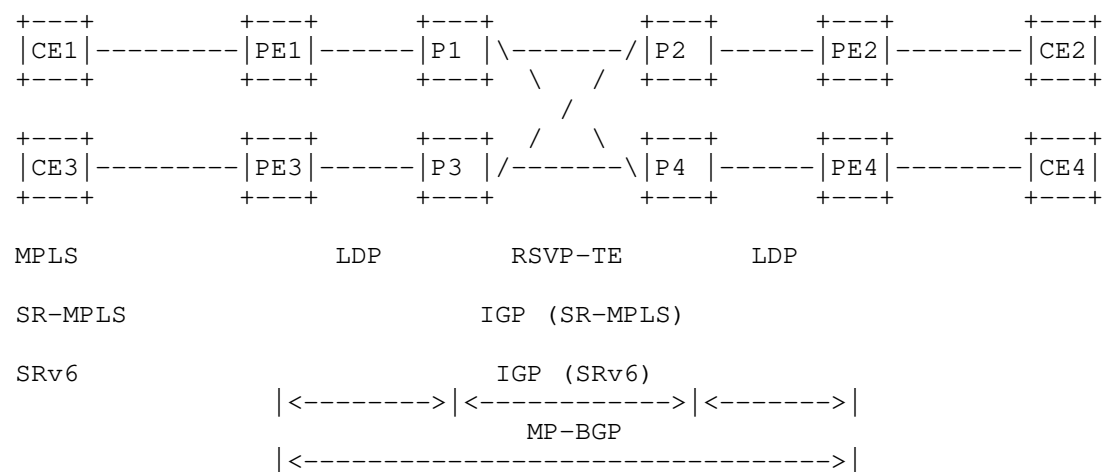 CE1 PE1 P1 P2 PE2 CE2
CE3 PE3 P3 P4 PE4 CE4
MPLS LDP RSVP-TE LDP
SR-MPLS IGP (SR-MPLS)
SRv6 IGP (SRv6)
MP-BGP